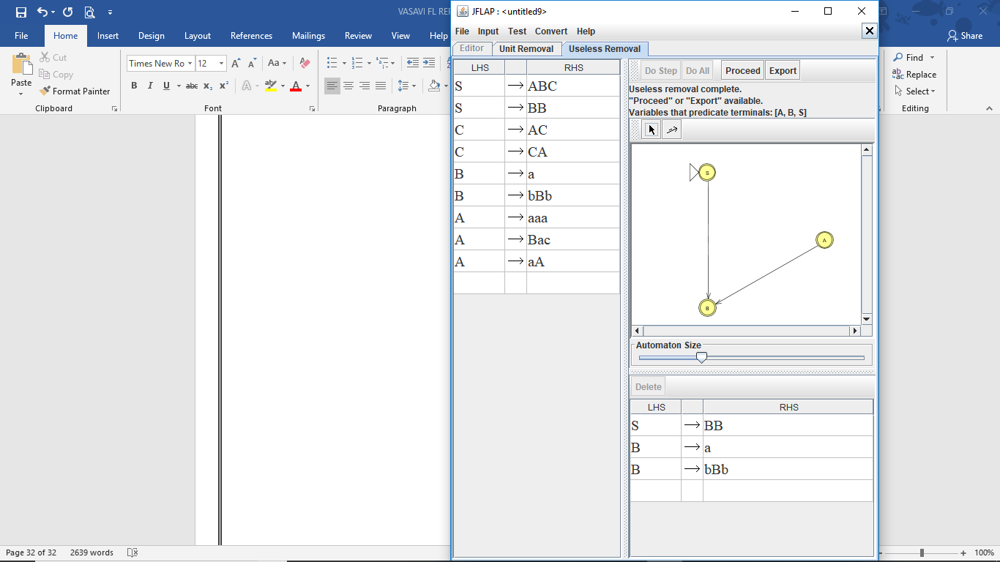 VASAVI FL REP
JFLAP : <untitled9>
File Home Insert Design Layout References Mailings Review View Help
Share
File Input Test Convert Help
Editor Unit Removal Useless Removal
Paste
Cut
Copy
Format Painter
Clipboard
Times New Ro 12
B I U abc x₂ x²
Font
Paragraph
Find
Replace
Select
Editing
LHS RHS
S → ABC
S → BB
C → AC
C → CA
B → a
B → bBb
A → aaa
A → Bac
A → aA
Do Step Do All Proceed Export
Useless removal complete.
"Proceed" or "Export" available.
Variables that predicate terminals: [A, B, S]
S
A
B
Automaton Size
Delete
LHS RHS
S → BB
B → a
B → bBb
Page 32 of 32 2639 words
100%